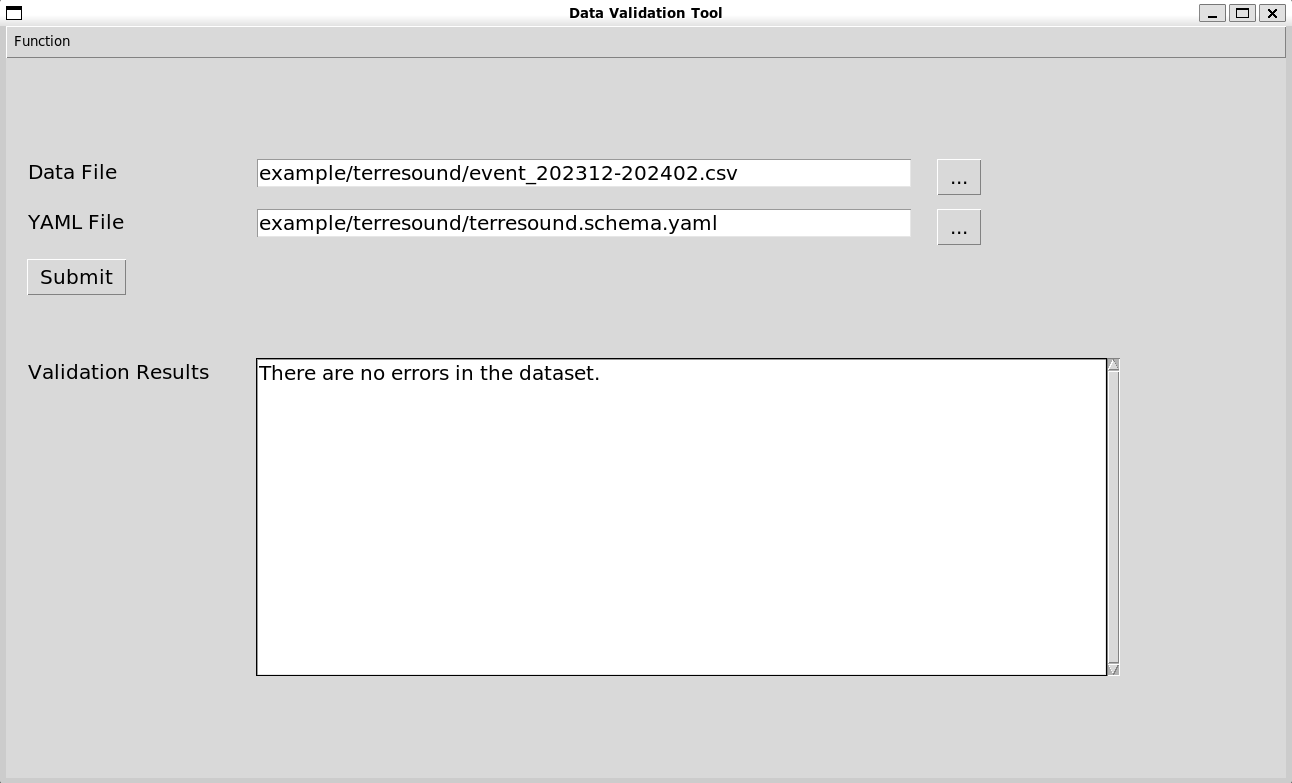 Data Validation Tool
Function
Data File
example/terresound/event_202312-202402.csv
...
YAML File
example/terresound/terresound.schema.yaml
...
Submit
Validation Results
There are no errors in the dataset.